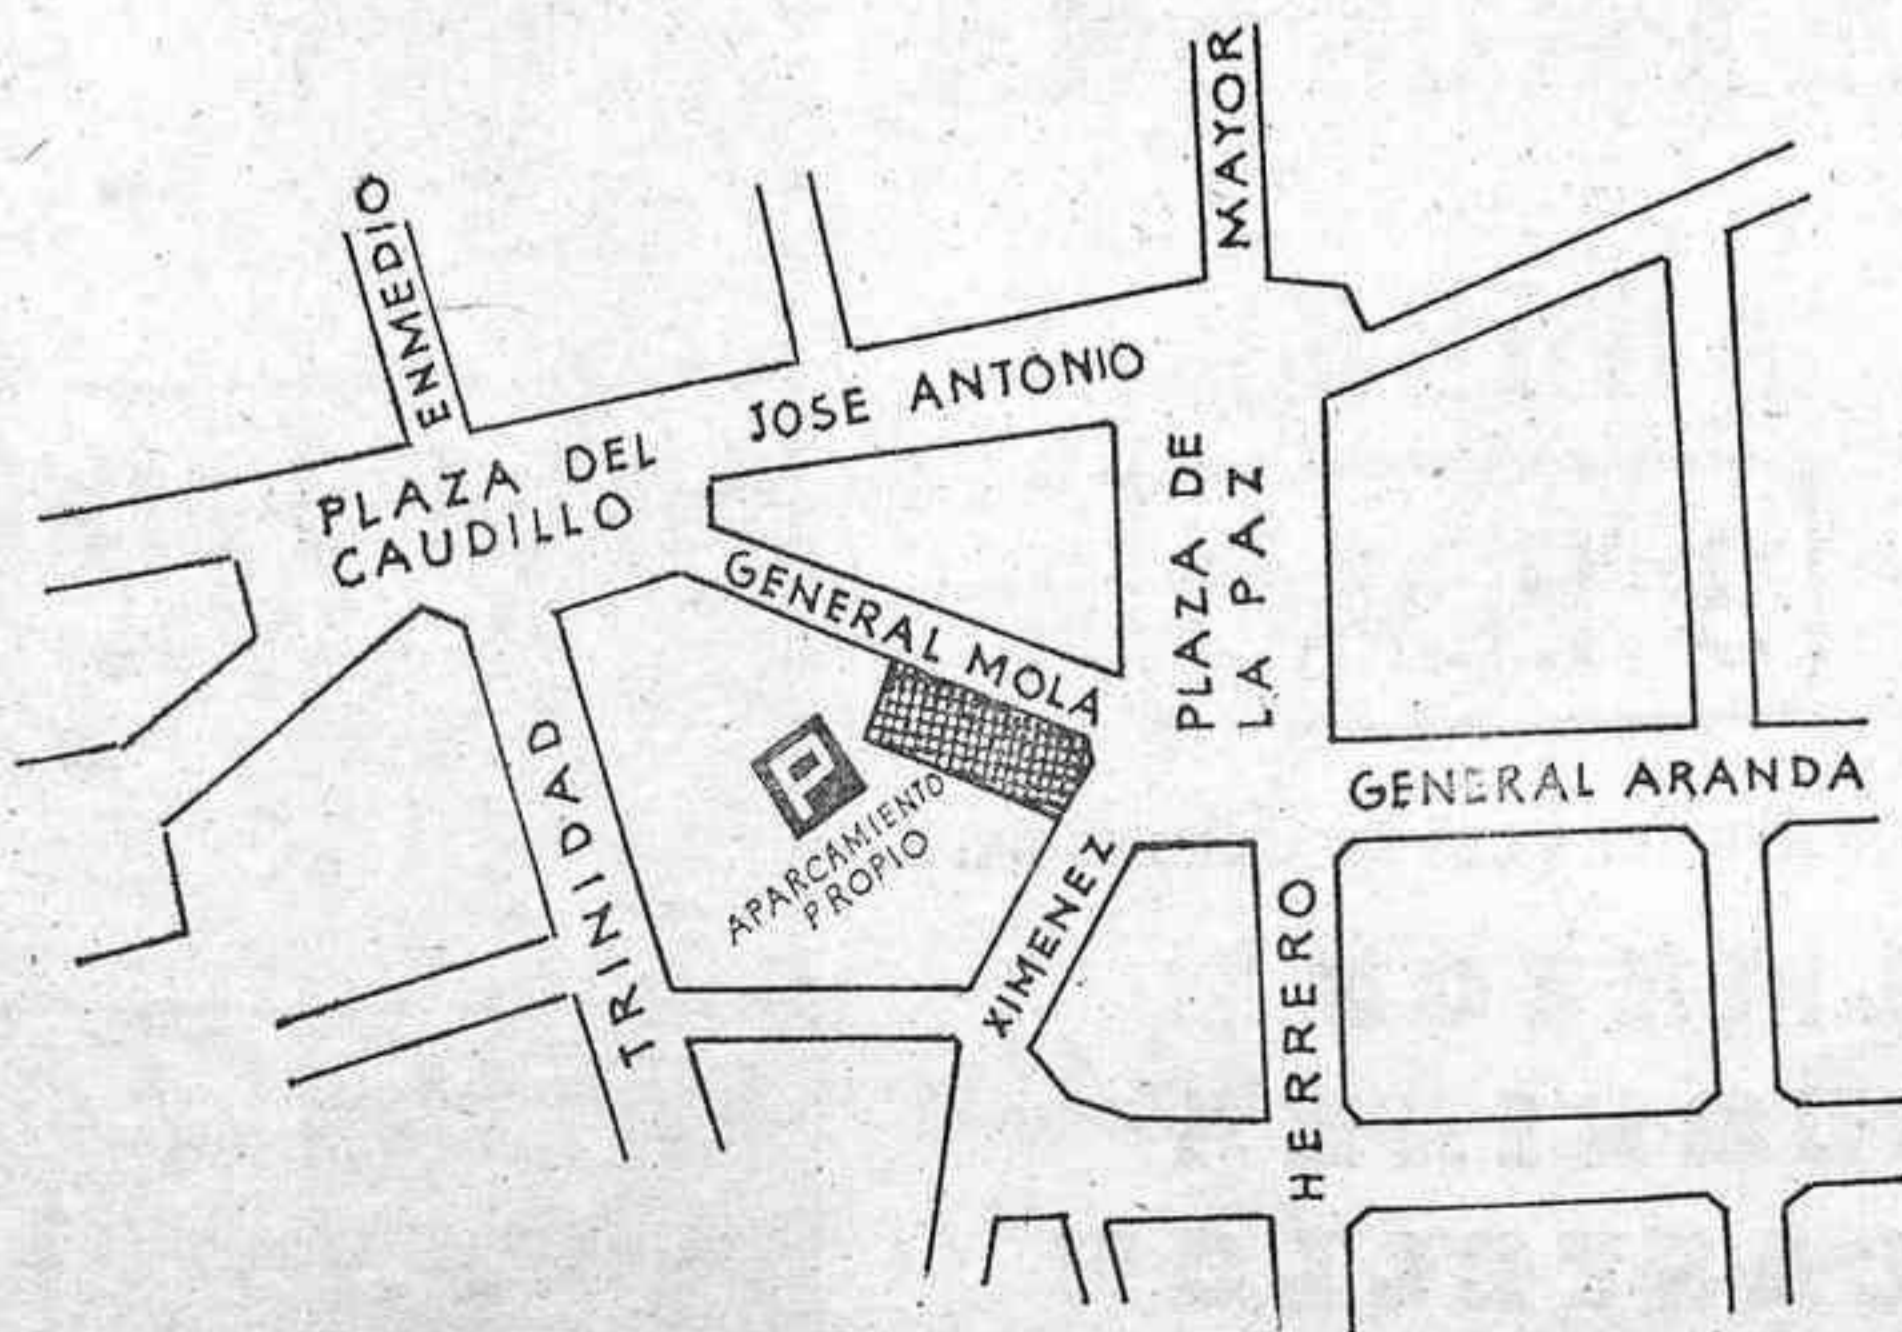 MAYOR
ENMEDIO
JOSE ANTONIO
PLAZA DEL
CAUDILLO
PLAZA DE
LA PAZ
GENERAL MOLA
P
APARCAMIENTO
PROPIO
TRINIDAD
XIMENEZ
GENERAL ARANDA
HERRERO